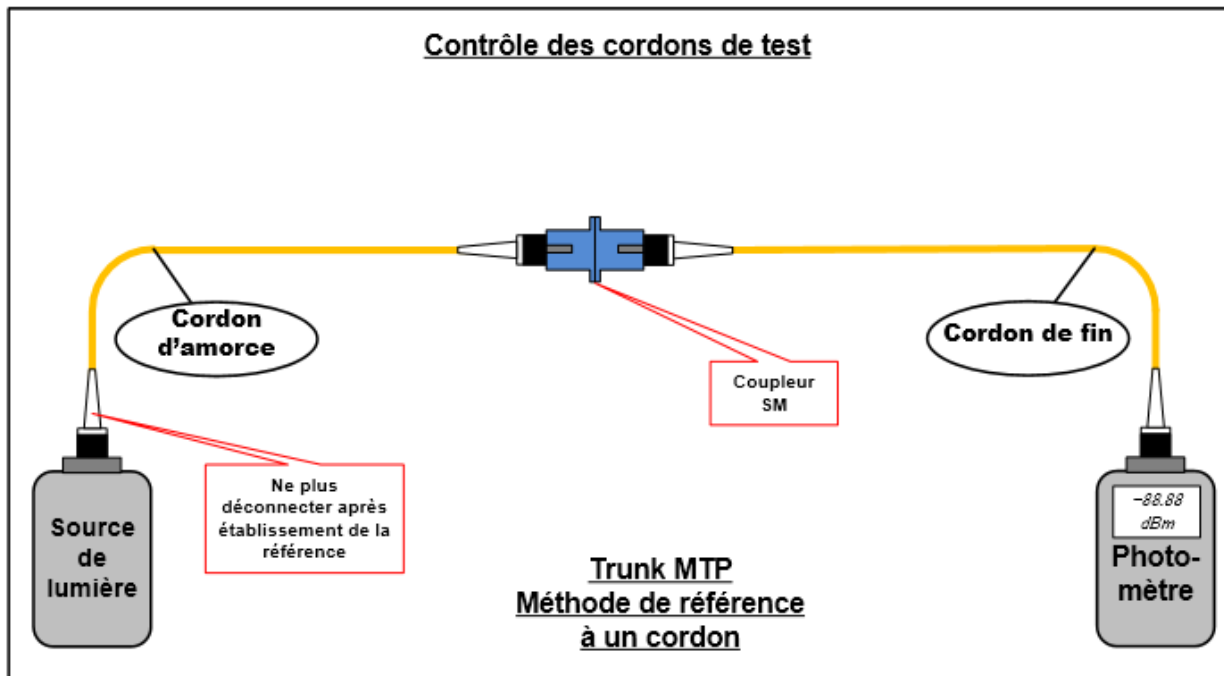 Contrôle des cordons de test
Cordon
d'amorce
Cordon de fin
Coupleur
SM
Ne plus
déconnecter après
établissement de la
référence
Source
de
lumière
-88.88
dBm
Photo-
mètre
Trunk MTP
Méthode de référence
à un cordon